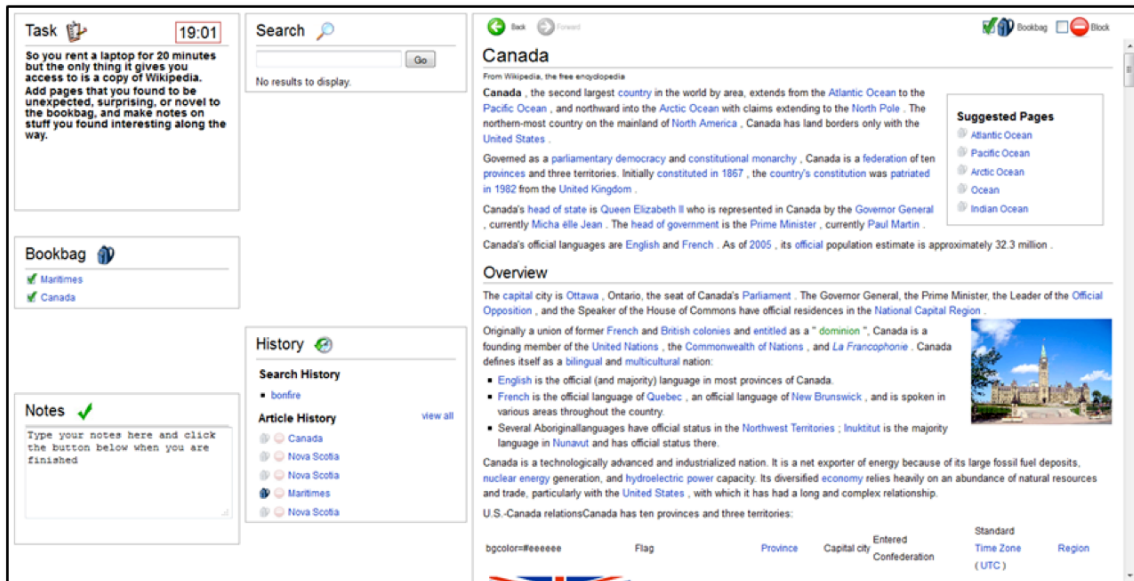 Task
19:01
So you rent a laptop for 20 minutes
but the only thing it gives you
access to is a copy of Wikipedia.
Add pages that you found to be
unexpected, surprising, or novel to
the bookbag, and make notes on
stuff you found interesting along the
way.
Bookbag
Maritimes
Canada
Notes
Type your notes here and click
the button below when you are
finished
Search
Go
No results to display.
History
Search History
bonfire
Article History
view all
Canada
Nova Scotia
Nova Scotia
Maritimes
Nova Scotia
Back
Forward
Bookbag
Block
Canada
From Wikipedia, the free encyclopedia
Canada , the second largest country in the world by area, extends from the Atlantic Ocean to the
Pacific Ocean , and northward into the Arctic Ocean with claims extending to the North Pole . The
northern-most country on the mainland of North America , Canada has land borders only with the
United States .
Governed as a parliamentary democracy and constitutional monarchy , Canada is a federation of ten
provinces and three territories. Initially constituted in 1867 , the country's constitution was patriated
in 1982 from the United Kingdom .
Canada's head of state is Queen Elizabeth II who is represented in Canada by the Governor General
, currently Micha ëlle Jean . The head of government is the Prime Minister , currently Paul Martin .
Canada's official languages are English and French . As of 2005 , its official population estimate is approximately 32.3 million .
Suggested Pages
Atlantic Ocean
Pacific Ocean
Arctic Ocean
Ocean
Indian Ocean
Overview
The capital city is Ottawa , Ontario, the seat of Canada's Parliament . The Governor General, the Prime Minister, the Leader of the Official
Opposition , and the Speaker of the House of Commons have official residences in the National Capital Region .
Originally a union of former French and British colonies and entitled as a " dominion ", Canada is a
founding member of the United Nations , the Commonwealth of Nations , and La Francophonie . Canada
defines itself as a bilingual and multicultural nation:
English is the official (and majority) language in most provinces of Canada.
French is the official language of Quebec , an official language of New Brunswick , and is spoken in
various areas throughout the country.
Several Aboriginallanguages have official status in the Northwest Territories ; Inuktitut is the majority
language in Nunavut and has official status there.
Canada is a technologically advanced and industrialized nation. It is a net exporter of energy because of its large fossil fuel deposits,
nuclear energy generation, and hydroelectric power capacity. Its diversified economy relies heavily on an abundance of natural resources
and trade, particularly with the United States , with which it has had a long and complex relationship.
U.S.-Canada relationsCanada has ten provinces and three territories:
bgcolor=#eeeeee
Flag
Province
Capital city
Entered
Confederation
Standard
Time Zone
( UTC )
Region